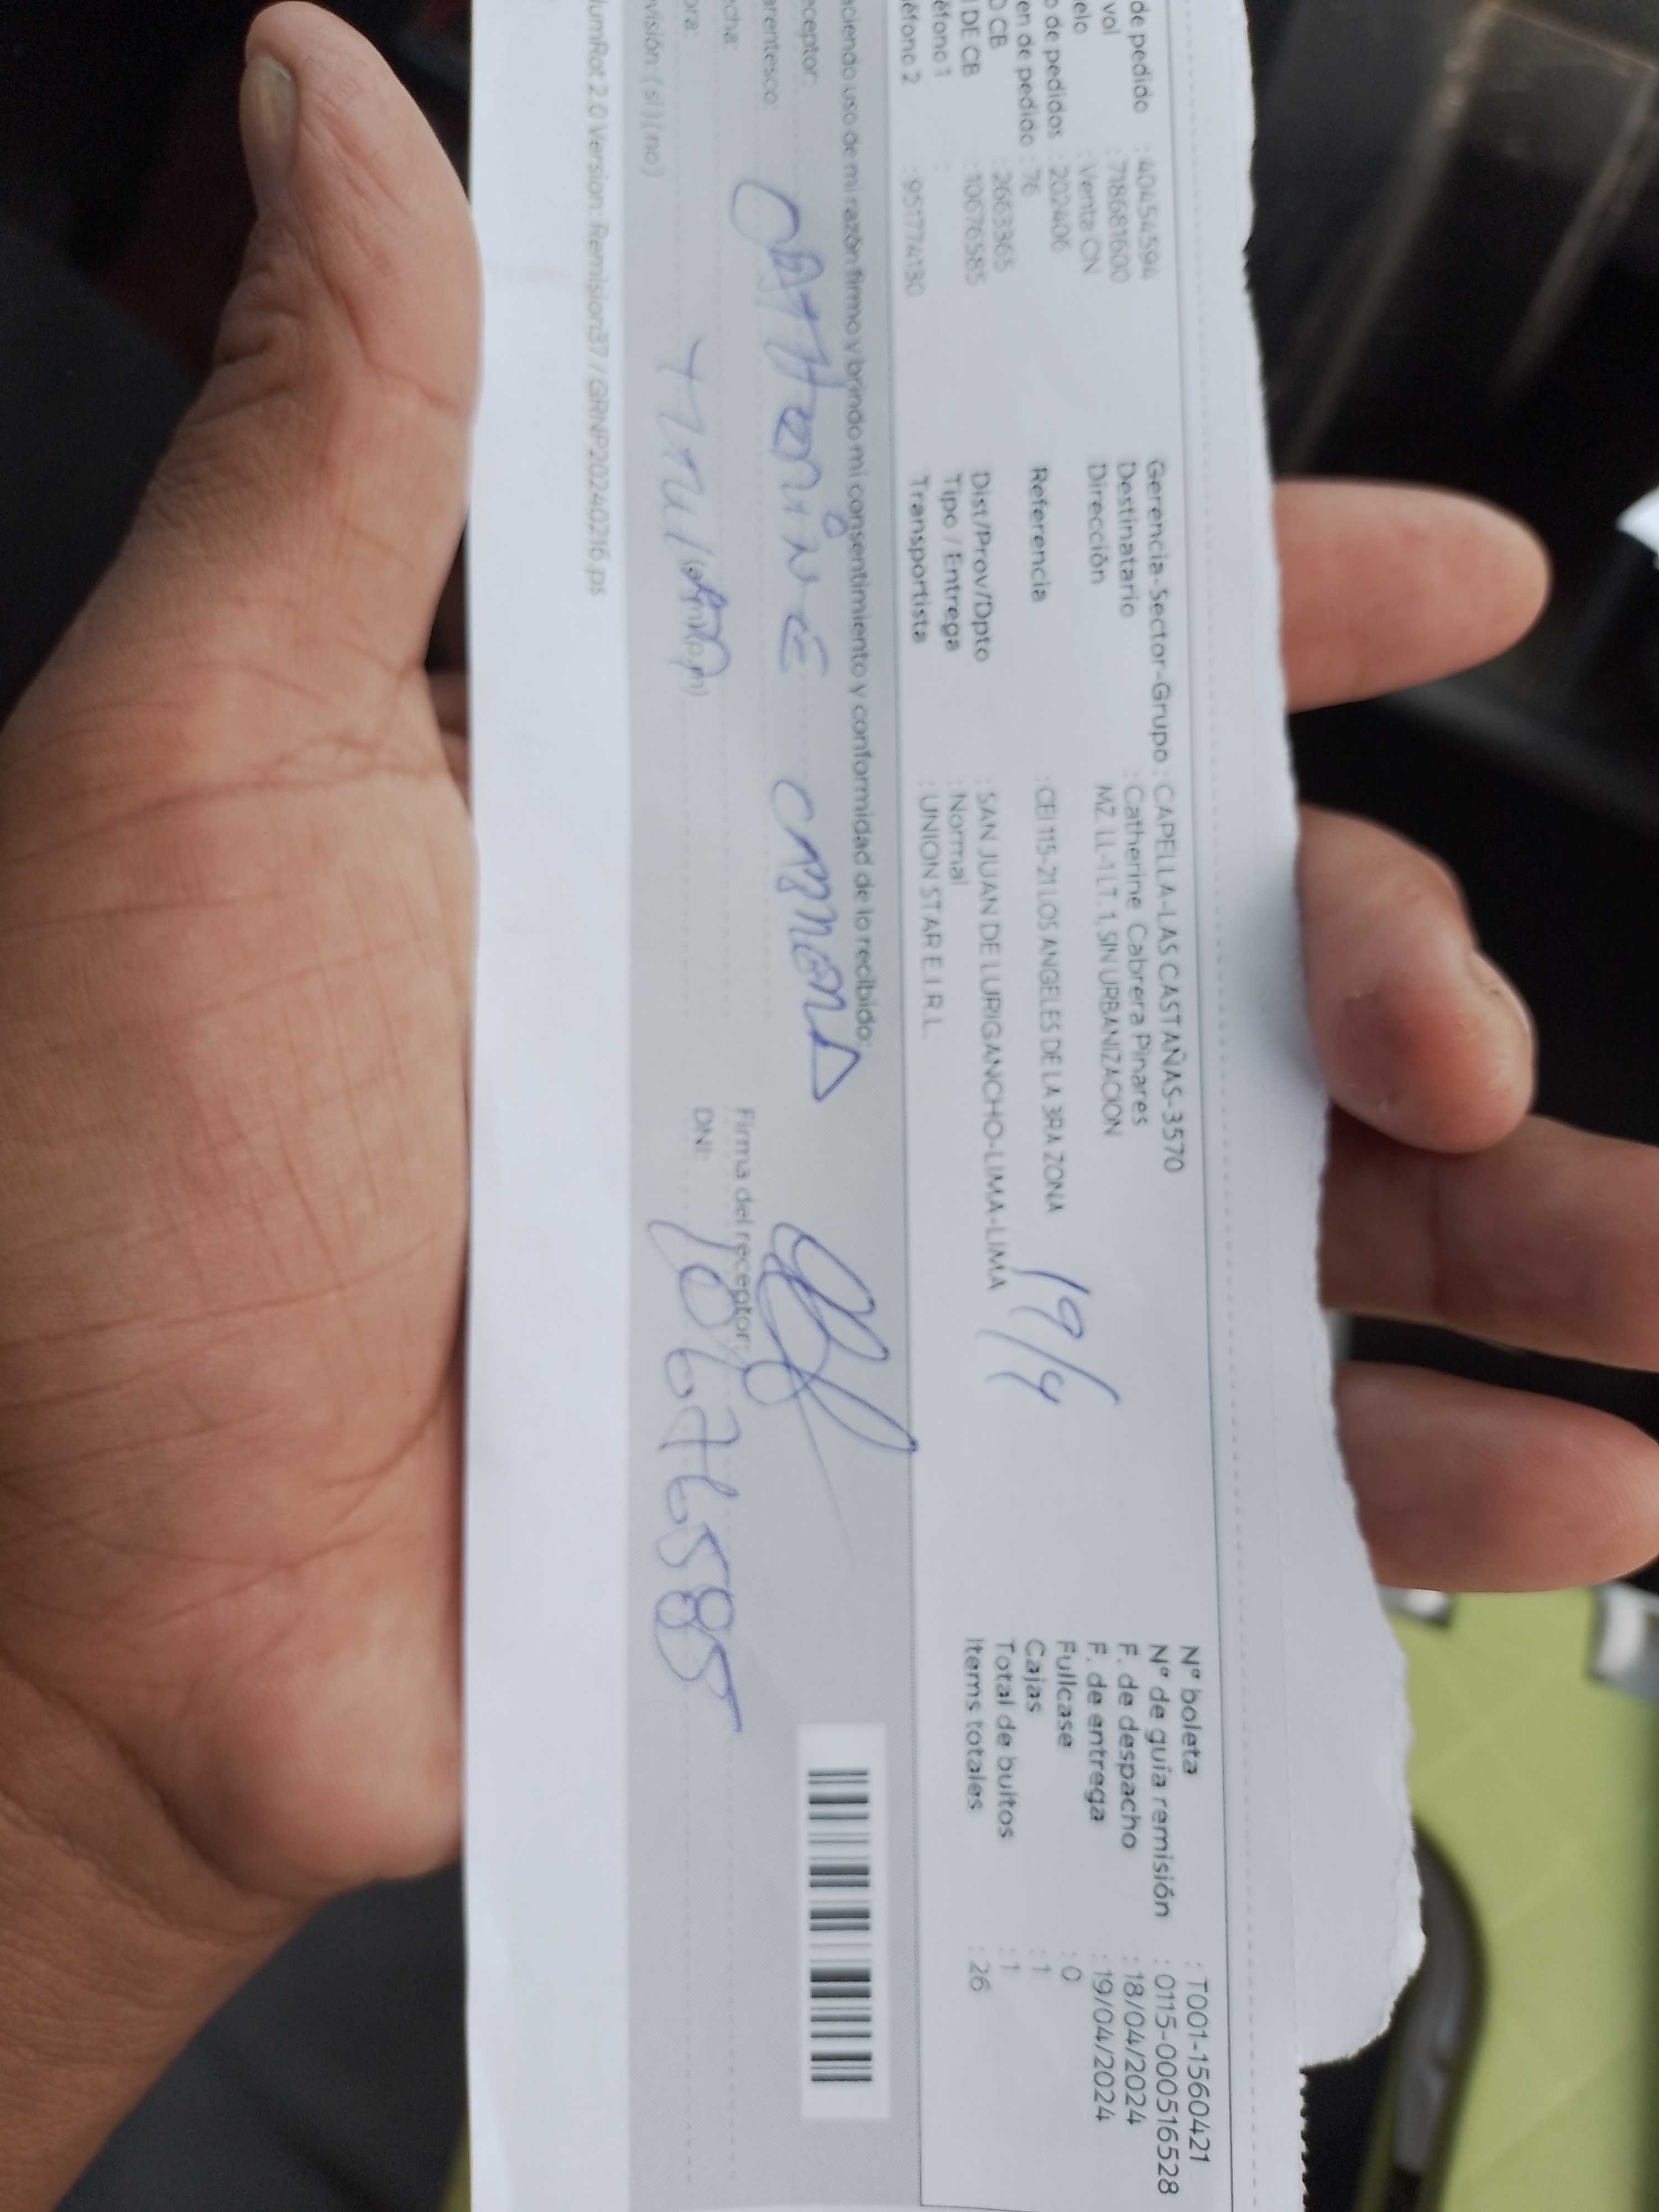 de pedido : 40454594
vol : 718681600
elo : Venta CN
o de pedidos : 202406
en de pedido : 76
O CB : 2663365
I DE CB : 10676585
éfono 1 :
éfono 2 : 951774130
Gerencia-Sector-Grupo : CAPELLA-LAS CASTAÑAS-3570
Destinatario : Catherine Cabrera Pinares
Dirección MZ. LL-1 LT. 1, SIN URBANIZACION
Referencia : CEI 115-21 LOS ANGELES DE LA 3RA ZONA
Dist/Prov/Dpto : SAN JUAN DE LURIGANCHO-LIMA-LIMA
Tipo / Entrega : Normal
Transportista : UNION STAR E.I.R.L.
19/4
N° boleta : T001-1560421
N° de guía remisión : 0115-000516528
F. de despacho : 18/04/2024
F. de entrega : 19/04/2024
Fullcase : 0
Cajas : 1
Total de bultos : 1
Items totales : 26
aciendo uso de mi razón firmo y brindo mi consentimiento y conformidad de lo recibido:
eceptor:
arentesco:
echa:
ora: (p.m)
Firma del receptor:
DNI: 10676585
visión: ( si ) ( no )
lumRot 2.0 Version: Remision37 / GRNP20240216.ps